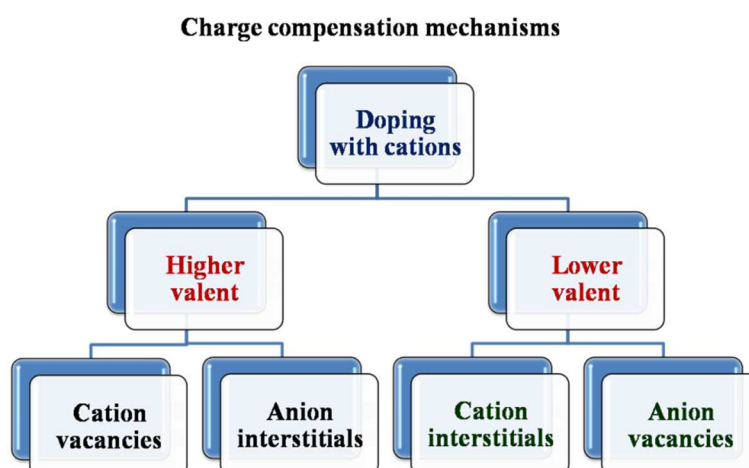 Charge compensation mechanisms
Doping
with cations
Higher
valent
Lower
valent
Cation
vacancies
Anion
interstitials
Cation
interstitials
Anion
vacancies